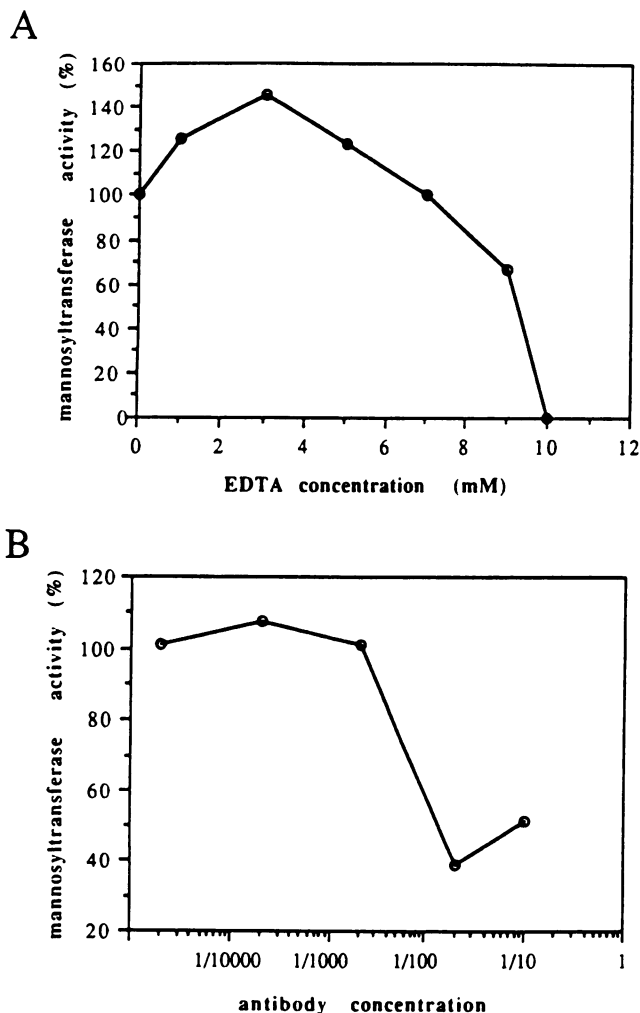 A
mannosyltransferase activity (%)
160
140
120
100
80
60
40
20
0
0 2 4 6 8 10 12
EDTA concentration (mM)
B
mannosyltransferase activity (%)
120
100
80
60
40
20
1/10000 1/1000 1/100 1/10 1
antibody concentration